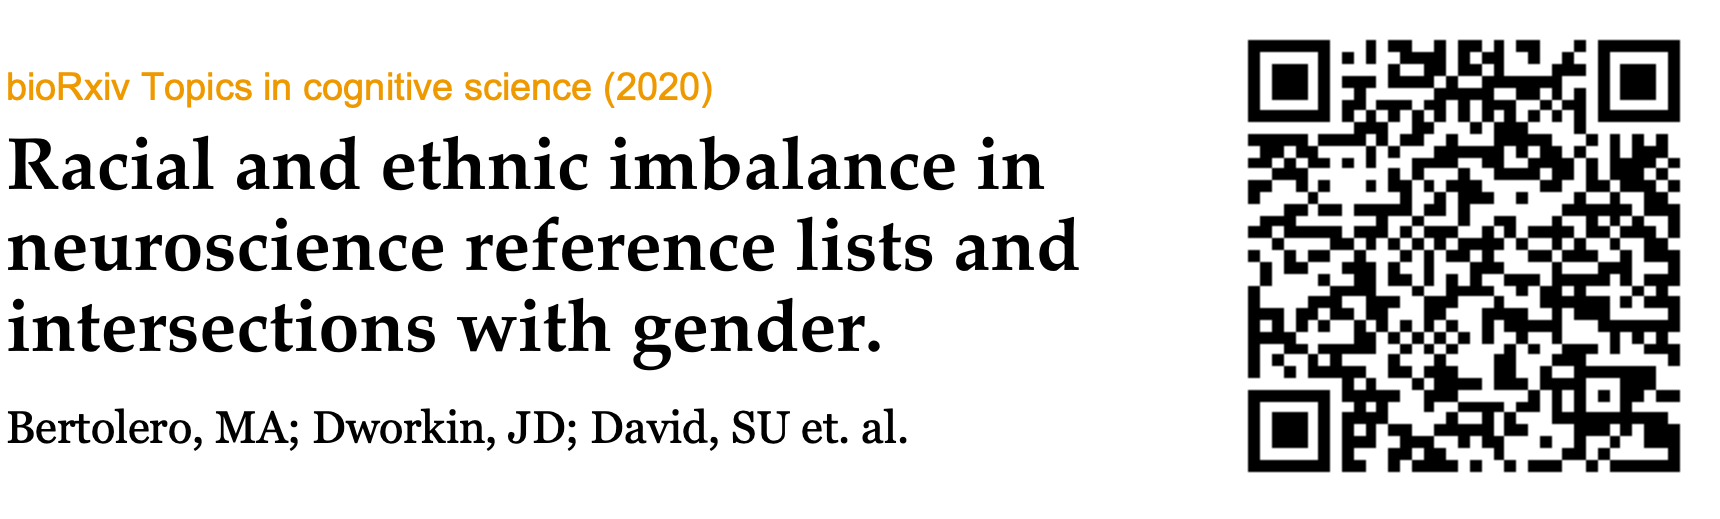 bioRxiv Topics in cognitive science (2020)
Racial and ethnic imbalance in
neuroscience reference lists and
intersections with gender.
Bertolero, MA; Dworkin, JD; David, SU et. al.